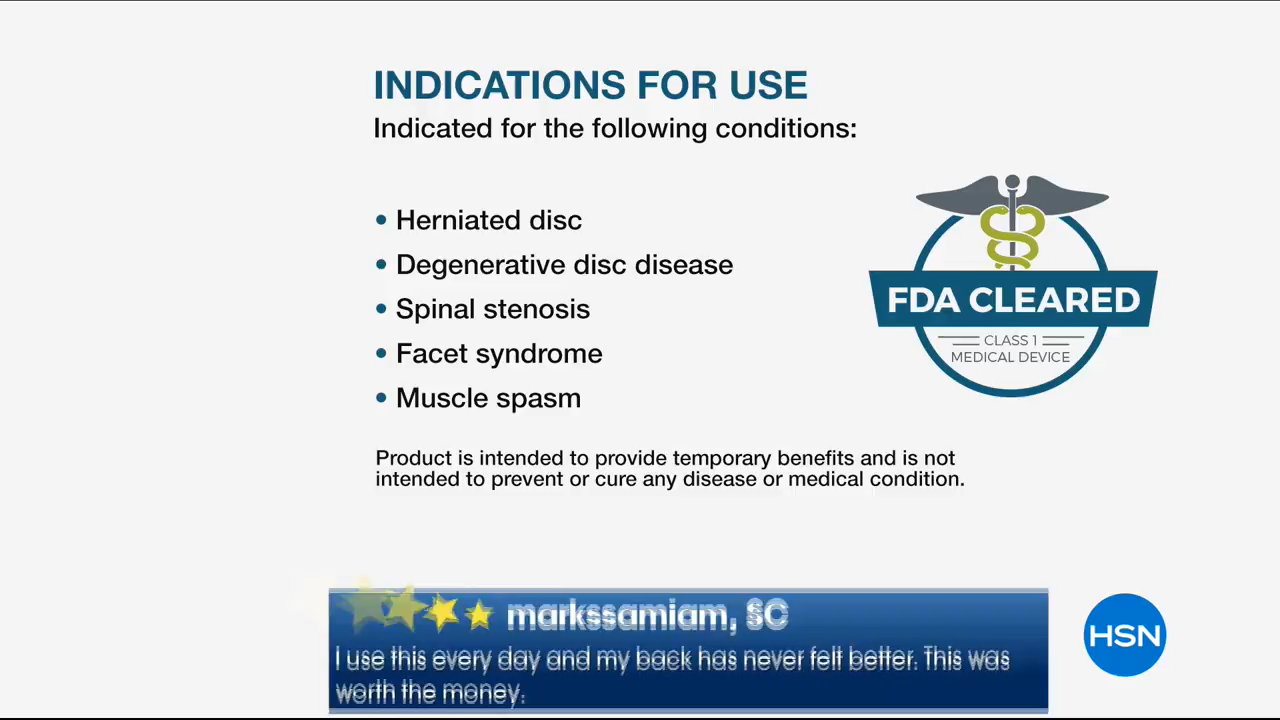 INDICATIONS FOR USE
Indicated for the following conditions:
• Herniated disc
• Degenerative disc disease
• Spinal stenosis
• Facet syndrome
• Muscle spasm
FDA CLEARED
CLASS 1
MEDICAL DEVICE
Product is intended to provide temporary benefits and is not
intended to prevent or cure any disease or medical condition.
markssamiam, SC
I use this every day and my back has never felt better. This was
worth the money.
HSN